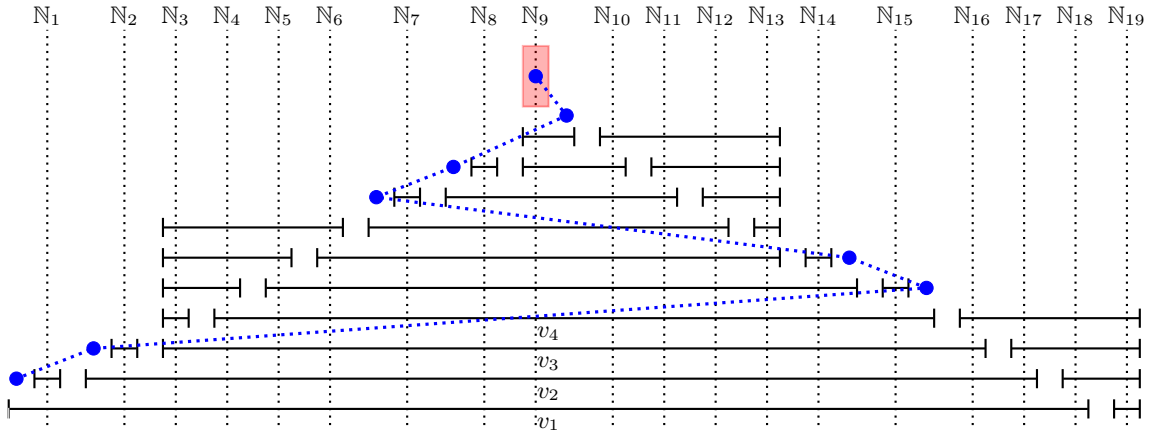 ℕ₁ ℕ₂ ℕ₃ ℕ₄ ℕ₅ ℕ₆ ℕ₇ ℕ₈ ℕ₉ ℕ₁₀ ℕ₁₁ ℕ₁₂ ℕ₁₃ ℕ₁₄ ℕ₁₅ ℕ₁₆ ℕ₁₇ ℕ₁₈ ℕ₁₉
v₄
v₃
v₂
v₁